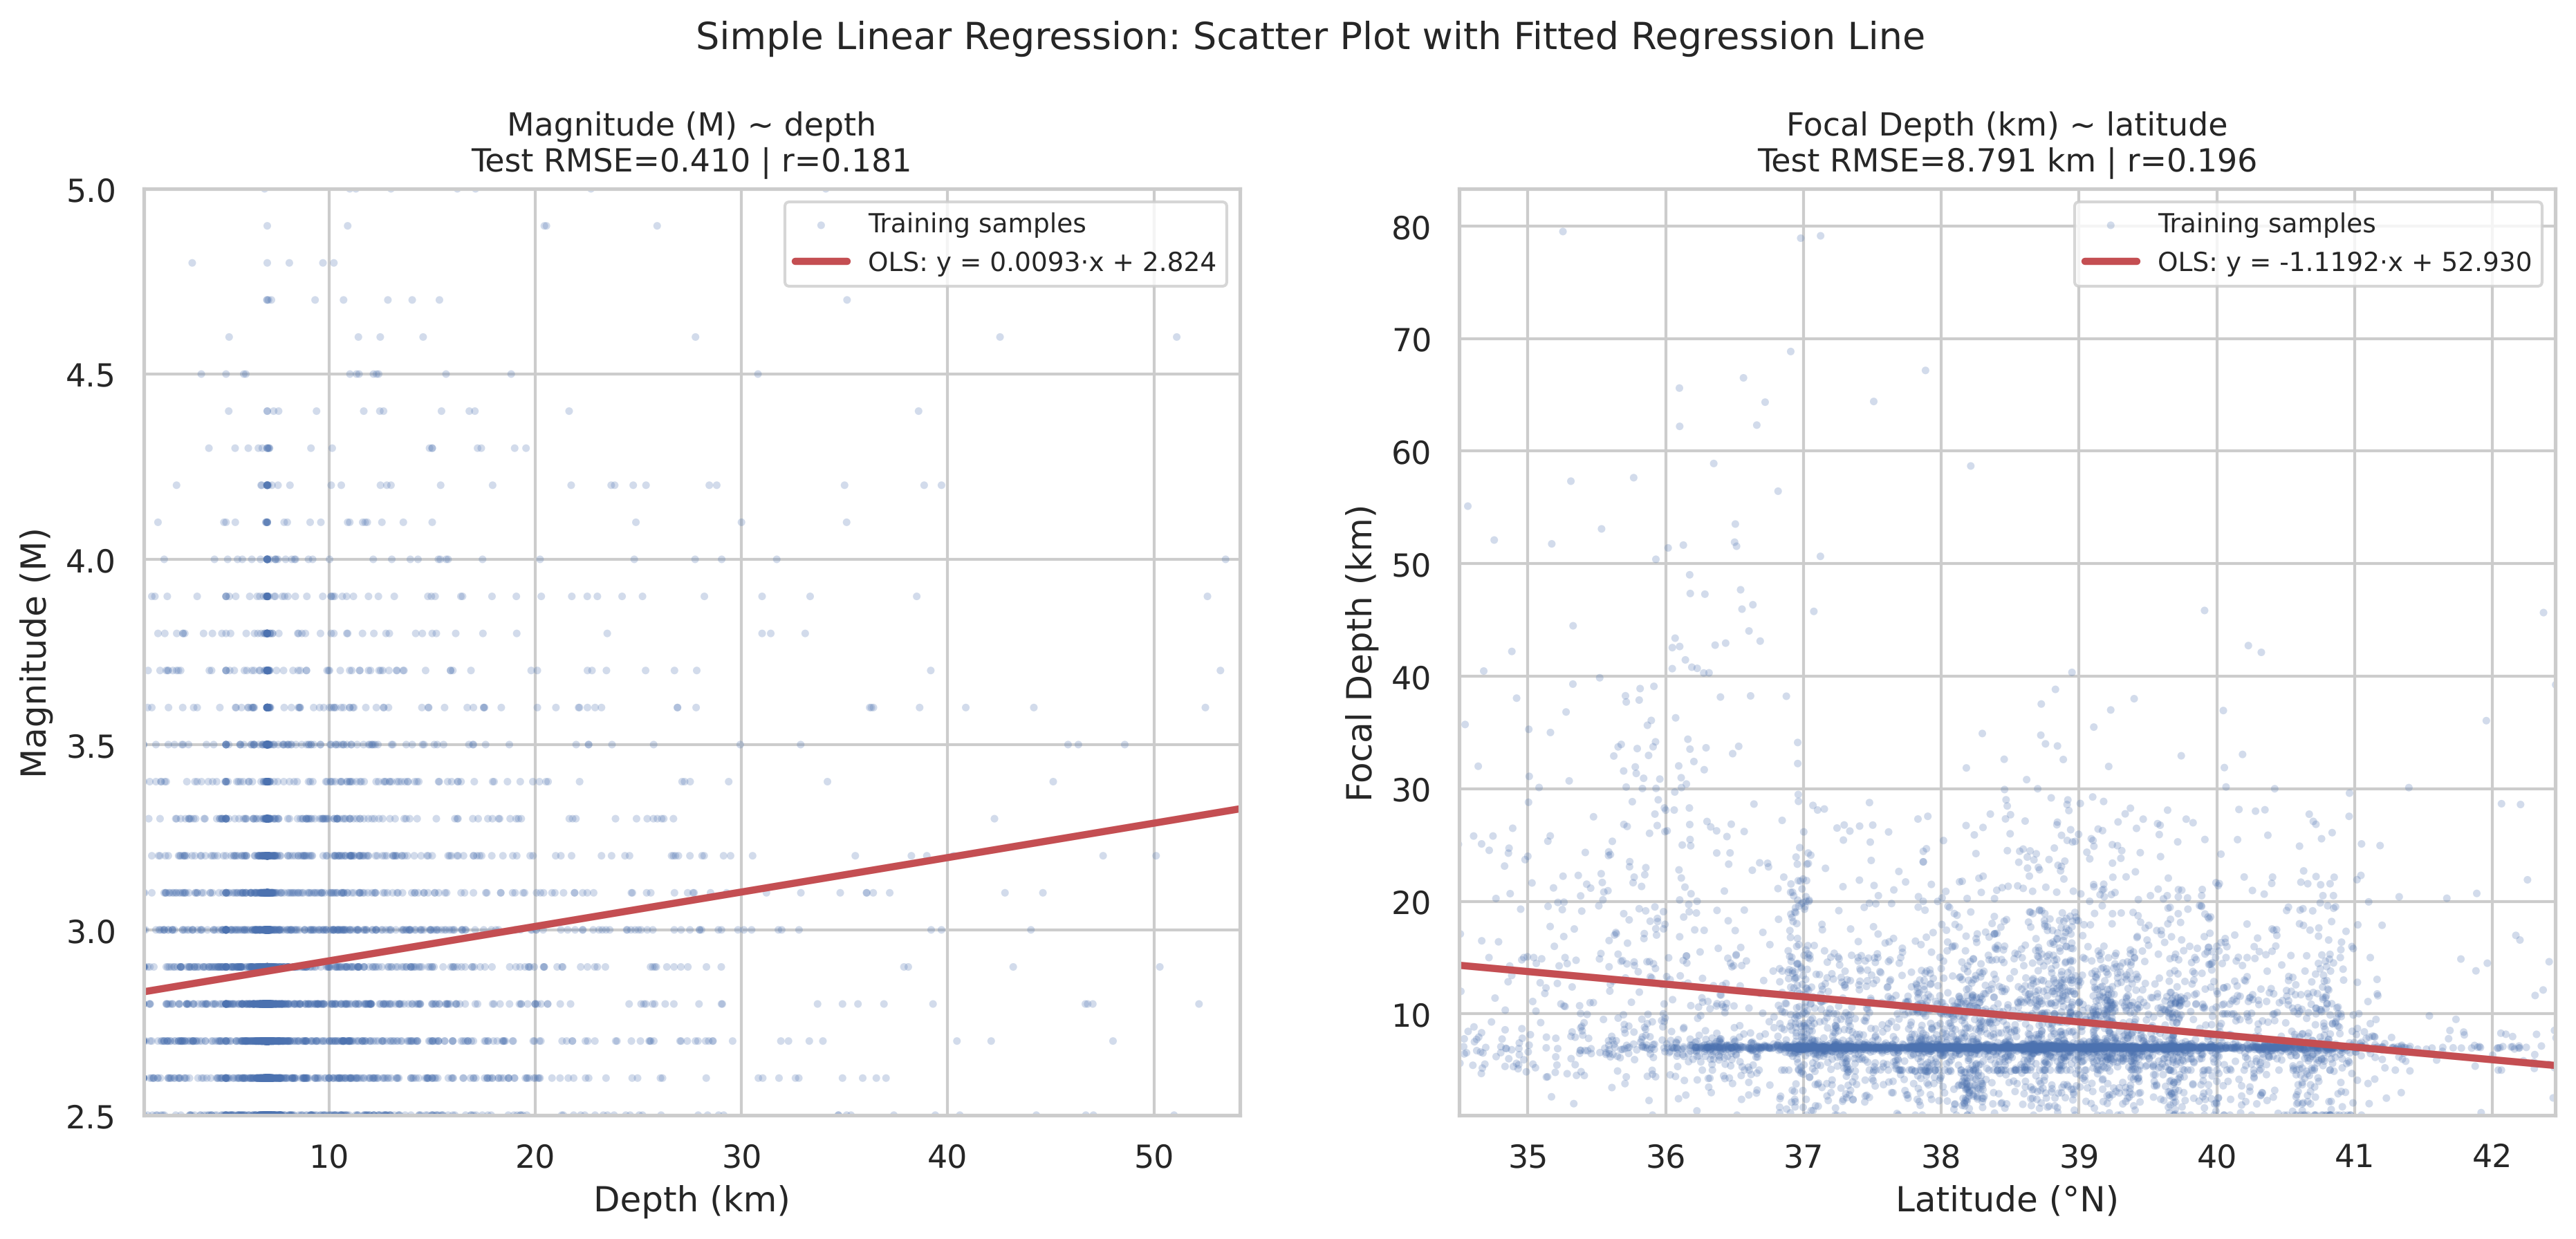 Simple Linear Regression: Scatter Plot with Fitted Regression Line
Magnitude (M) ~ depth
Test RMSE=0.410 | r=0.181
Training samples
OLS: y = 0.0093·x + 2.824
Magnitude (M)
5.0
4.5
4.0
3.5
3.0
2.5
10 20 30 40 50
Depth (km)
Focal Depth (km) ~ latitude
Test RMSE=8.791 km | r=0.196
Training samples
OLS: y = -1.1192·x + 52.930
Focal Depth (km)
80
70
60
50
40
30
20
10
35 36 37 38 39 40 41 42
Latitude (°N)